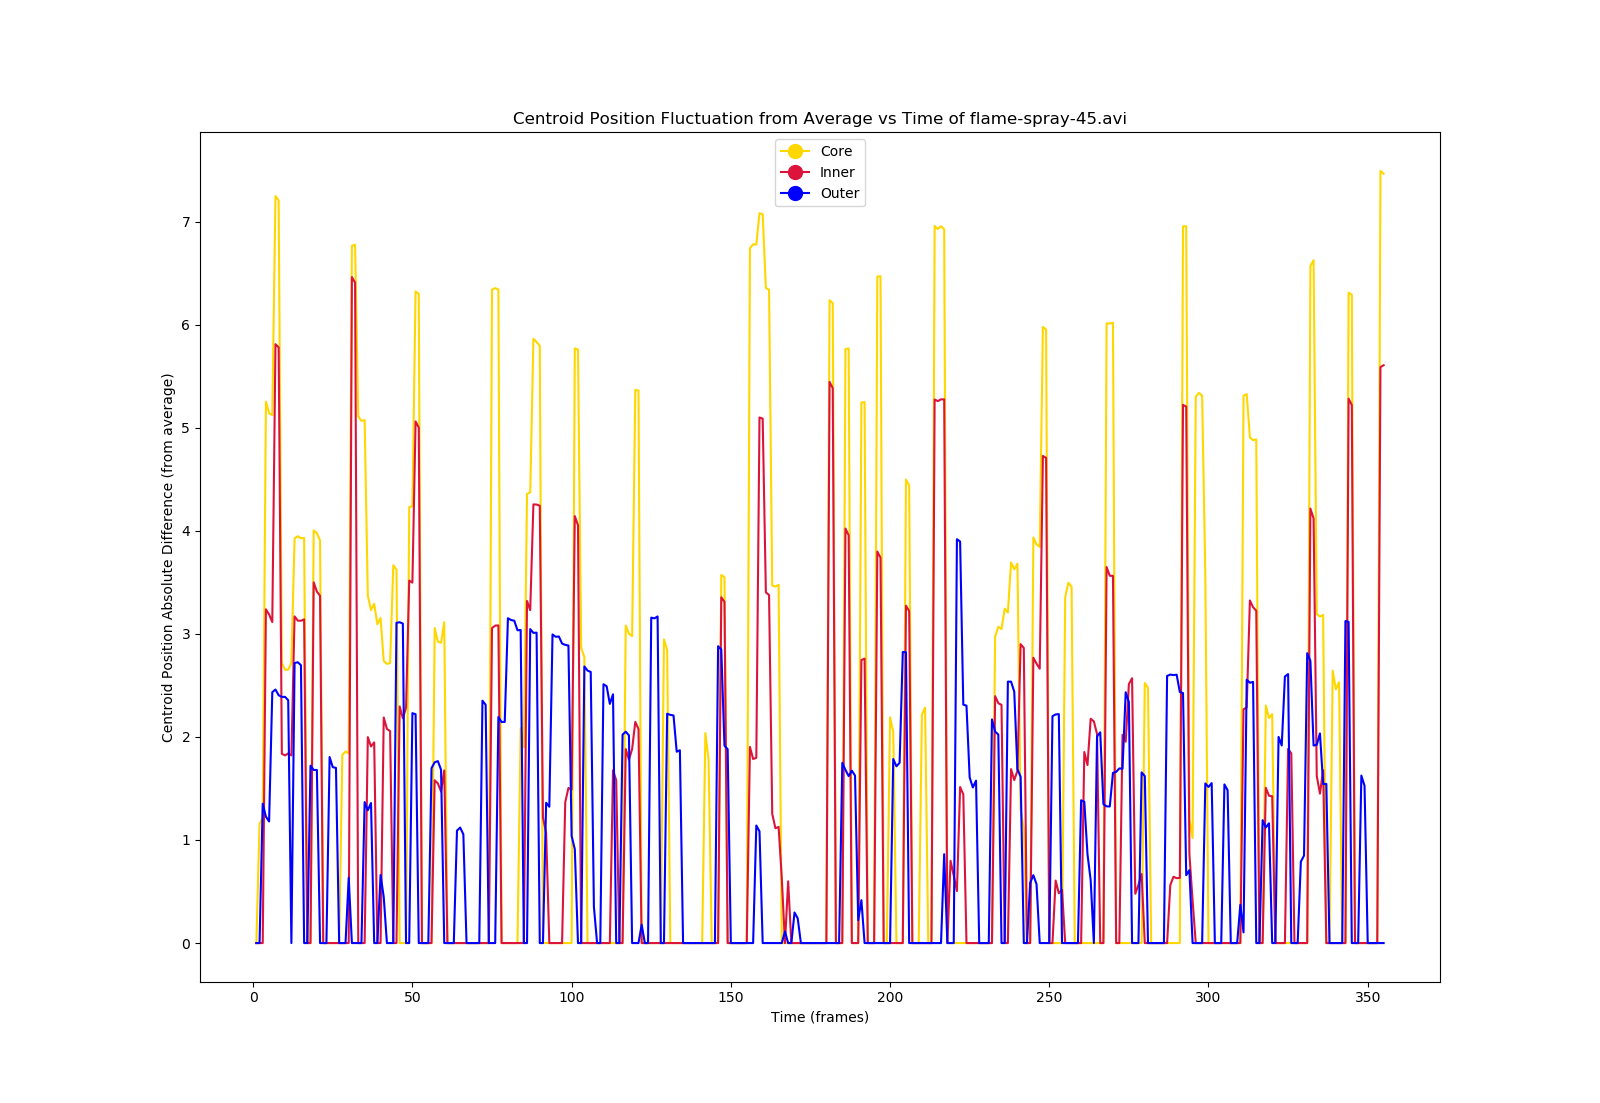 Centroid Position Fluctuation from Average vs Time of flame-spray-45.avi
Core
Inner
Outer
Centroid Position Absolute Difference (from average)
7
6
5
4
3
2
1
0
0 50 100 150 200 250 300 350
Time (frames)